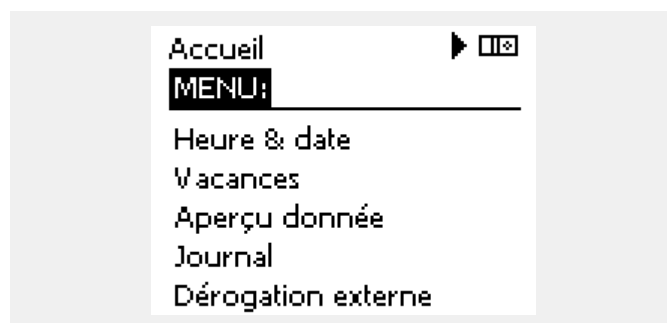 Accueil
MENU:
Heure & date
Vacances
Aperçu donnée
Journal
Dérogation externe